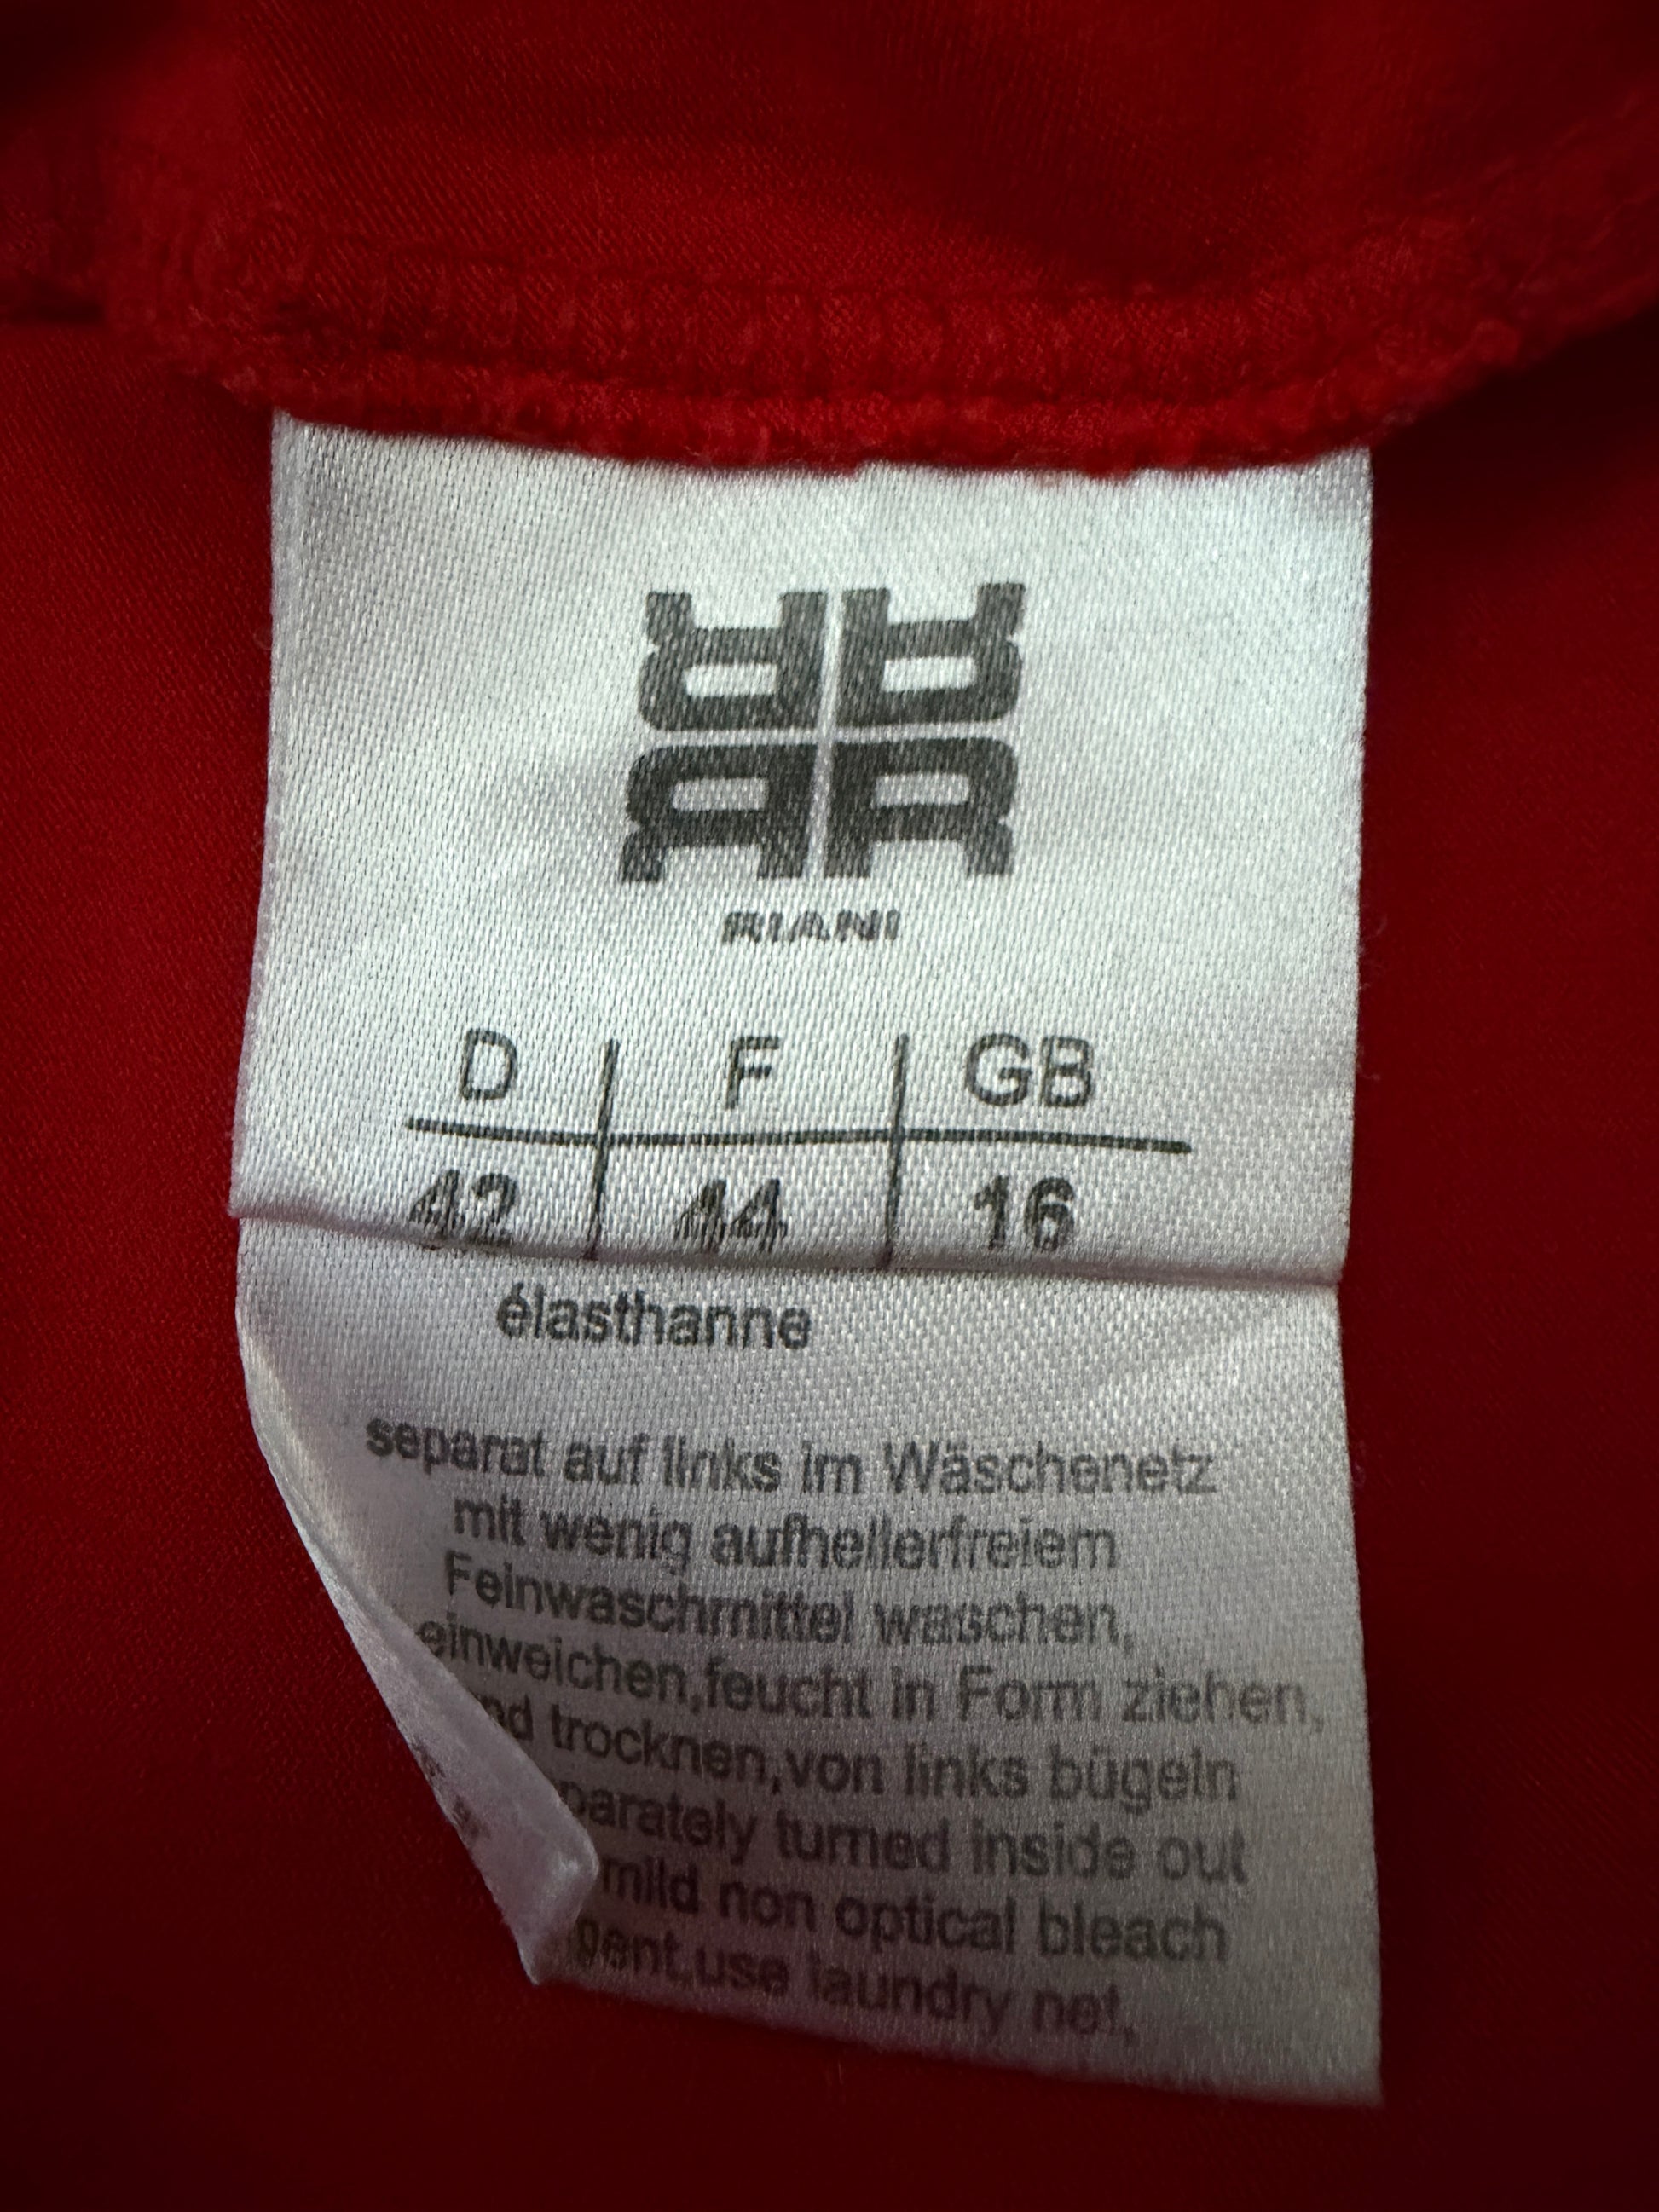 RIANI
D F GB
42 44 16
élasthanne
separat auf links im Wäschenetz
mit wenig aufhellerfreiem
Feinwaschmittel waschen,
einweichen,feucht in Form ziehen,
trocknen,von links bügeln
turned inside out
mild non optical bleach
use laundry net,